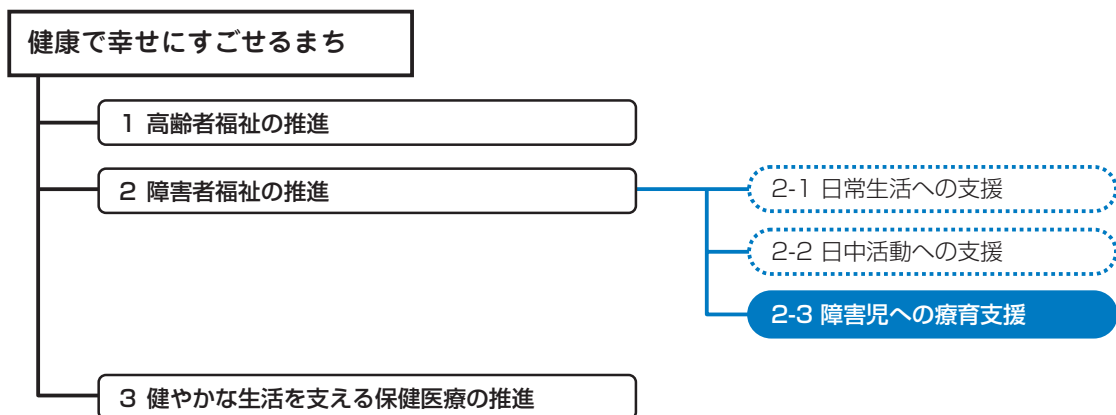 健康で幸せにすごせるまち
1 高齢者福祉の推進
2 障害者福祉の推進
2-1 日常生活への支援
2-2 日中活動への支援
2-3 障害児への療育支援
3 健やかな生活を支える保健医療の推進